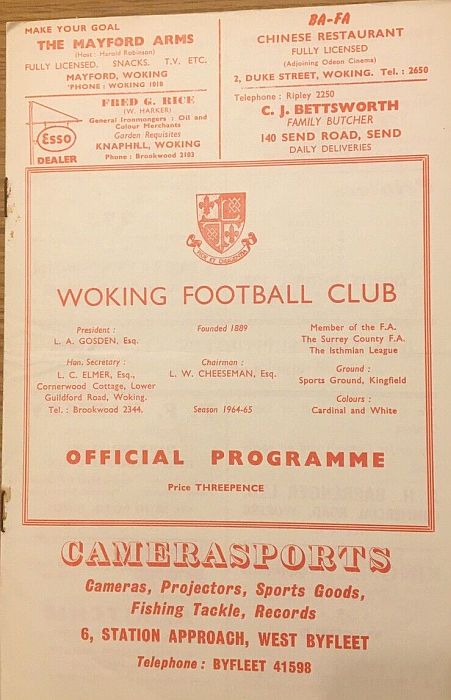 MAKE YOUR GOAL
THE MAYFORD ARMS
(Host: Harold Robinson)
FULLY LICENSED. SNACKS. T.V. ETC.
MAYFORD, WOKING
'PHONE: WOKING 1018
Esso
DEALER
FRED G. RICE
(W. HARKER)
General Ironmongers : Oil and
Colour Merchants
Garden Requisites
KNAPHILL, WOKING
Phone : Brookwood 2103
BA-FA
CHINESE RESTAURANT
FULLY LICENSED
(Adjoining Odeon Cinema)
2, DUKE STREET, WOKING. Tel. : 2650
Telephone : Ripley 2250
C. J. BETTSWORTH
FAMILY BUTCHER
140 SEND ROAD, SEND
DAILY DELIVERIES
WOKING FOOTBALL CLUB
President :
L. A. GOSDEN, Esq.
Hon. Secretary :
L. C. ELMER, Esq.,
Cornerwood Cottage, Lower
Guildford Road, Woking.
Tel. : Brookwood 2344.
Founded 1889
Chairman :
L. W. CHEESEMAN, Esq.
Season 1964-65
Member of the F.A.
The Surrey County F.A.
The Isthmian League
Ground :
Sports Ground, Kingfield
Colours :
Cardinal and White
OFFICIAL PROGRAMME
Price THREEPENCE
CAMERASPORTS
Cameras, Projectors, Sports Goods,
Fishing Tackle, Records
6, STATION APPROACH, WEST BYFLEET
Telephone : BYFLEET 41598